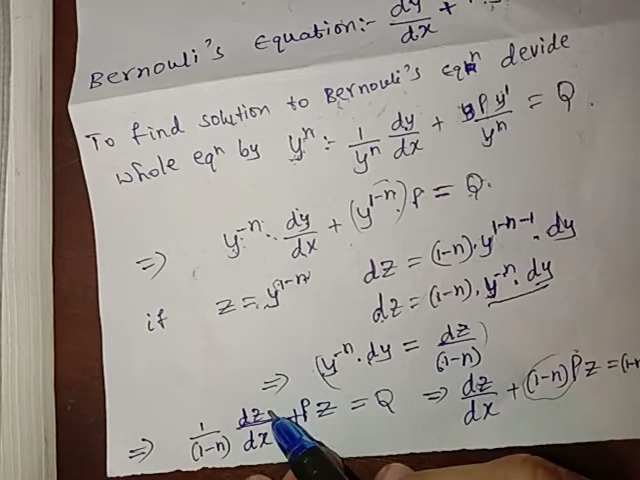 BERNOULI'S EQUATION:- dy/dx +
TO find solution to BERNOULI'S eqn devide
whole eqn by yⁿ :- 1/yⁿ dy/dx + Py¹/yⁿ = Q.
⇒ y⁻ⁿ · dy/dx + (y¹⁻ⁿ)P = Q.
if z = y¹⁻ⁿ dz = (1-n)·y¹⁻ⁿ⁻¹ · dy
dz = (1-n)·y⁻ⁿ · dy
⇒ (y⁻ⁿ · dy = dz/(1-n))
⇒ 1/(1-n) dz/dx + Pz = Q ⇒ dz/dx + (1-n)Pz = (1-n